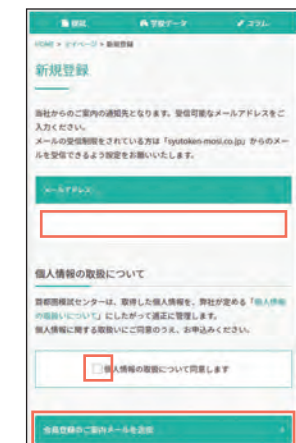 模試
学校データ
コラム
HOME > マイページ > 新規登録
新規登録
当社からのご案内の通知先となります。受信可能なメールアドレスをご
入力ください。
メールの受信制限をされている方は「syutoken-mosi.co.jp」からのメー
ルを受信できるよう設定をお願いいたします。
メールアドレス
個人情報の取扱について
首都圏模試センターは、取得した個人情報を、弊社が定める「個人情報
の取扱いについて」にしたがって適正に管理します。
個人情報に関する取扱いにご同意のうえ、お申込みください。
個人情報の取扱について同意します
会員登録のご案内メールを送信